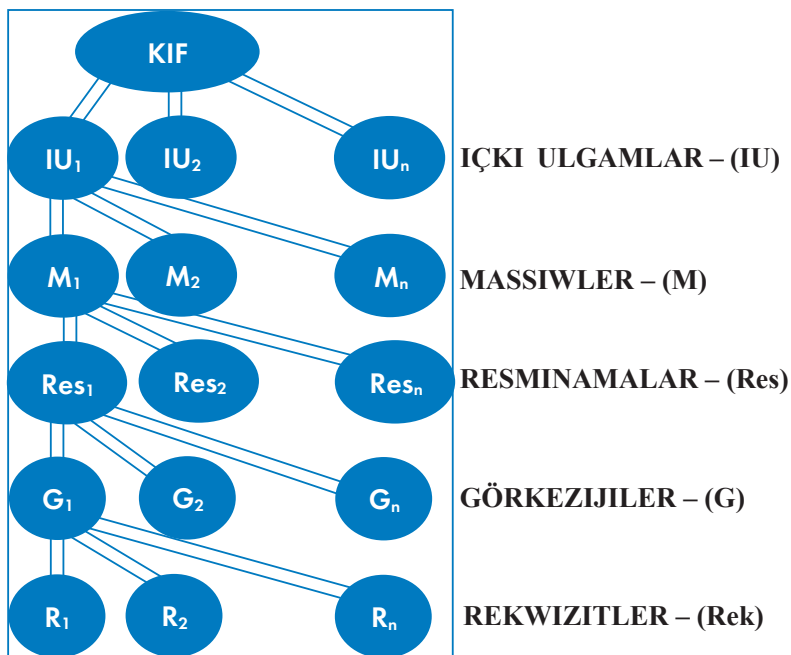 KIF
IU₁ IU₂ IUₙ IÇKI ULGAMLAR – (IU)
M₁ M₂ Mₙ MASSIWLER – (M)
Res₁ Res₂ Resₙ RESMINAMALAR – (Res)
G₁ G₂ Gₙ GÖRKEZIJILER – (G)
R₁ R₂ Rₙ REKWIZITLER – (Rek)